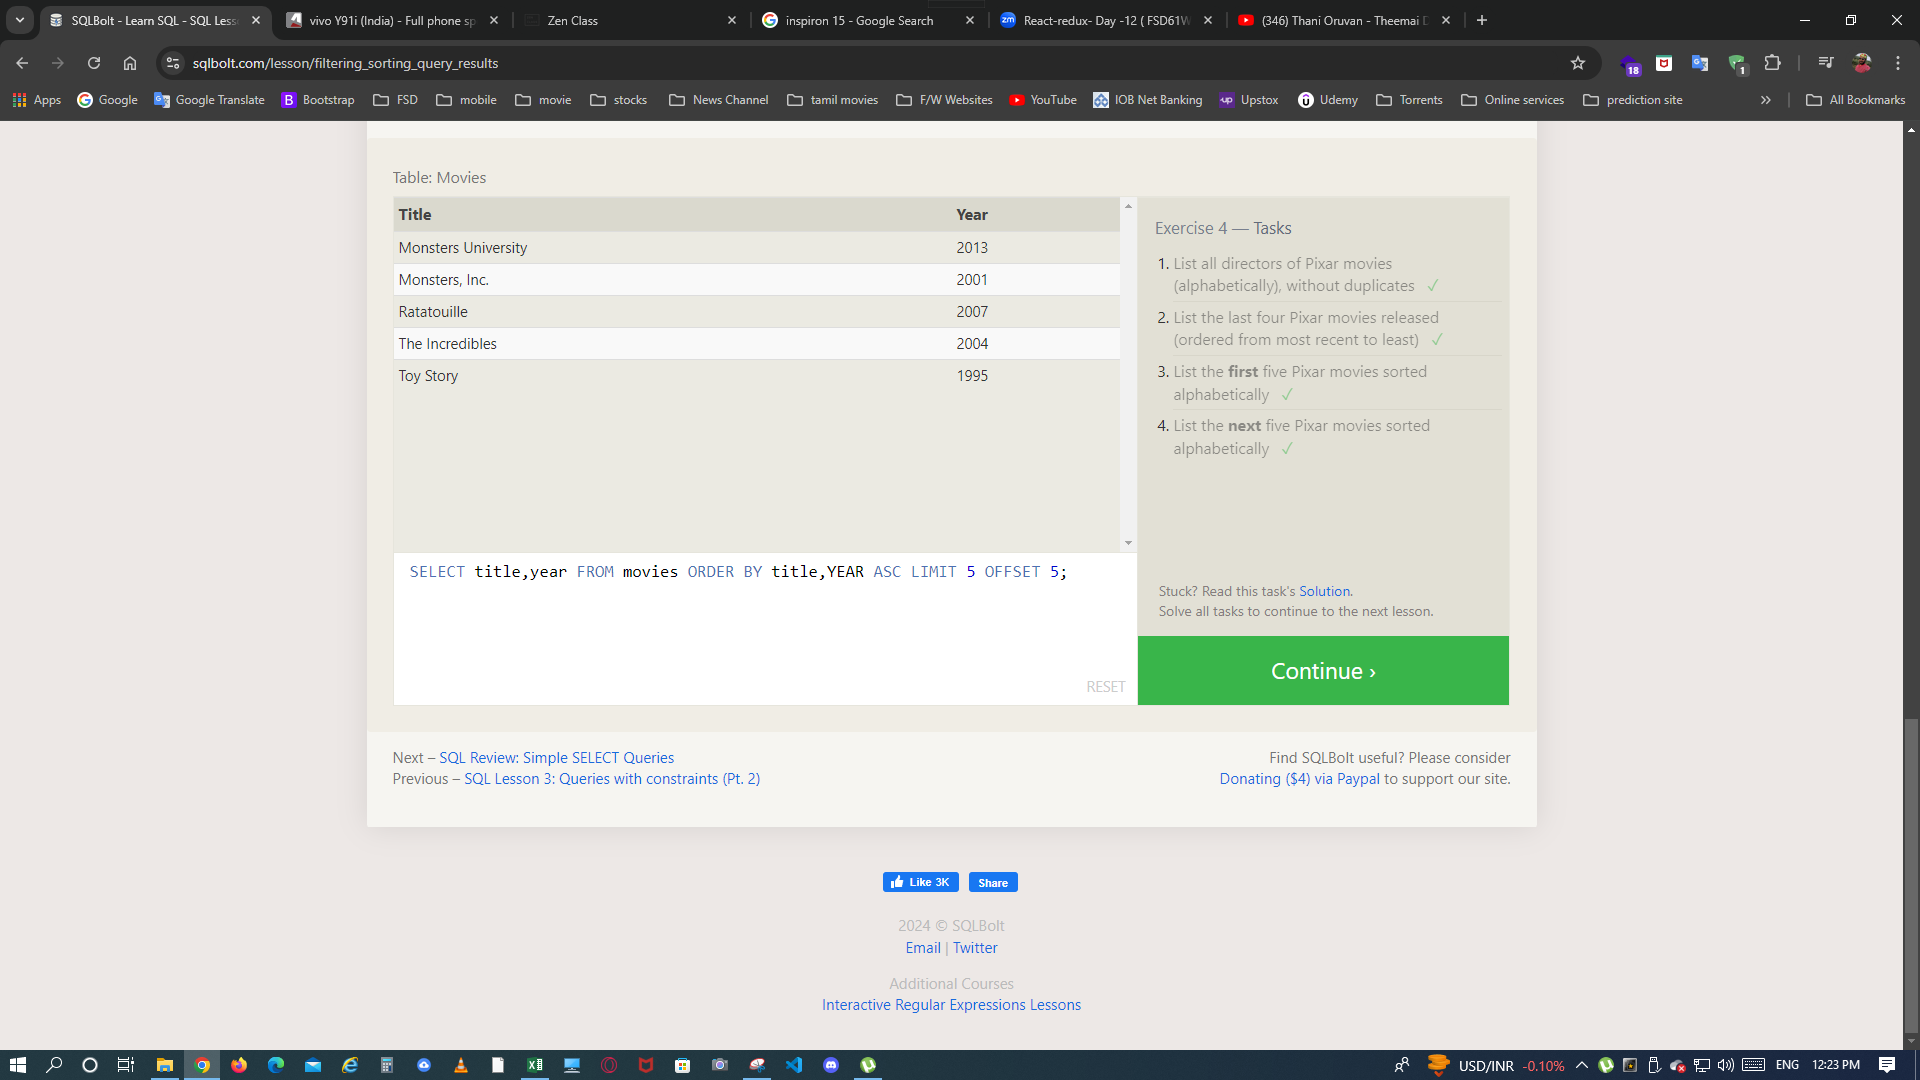 SQLBolt - Learn SQL - SQL Less
vivo Y91i (India) - Full phone sp
Zen Class
inspiron 15 - Google Search
React-redux- Day -12 ( FSD61W
(346) Thani Oruvan - Theemai D
sqlbolt.com/lesson/filtering_sorting_query_results
18
1
Apps
Google
Google Translate
Bootstrap
FSD
mobile
movie
stocks
News Channel
tamil movies
F/W Websites
YouTube
IOB Net Banking
Upstox
Udemy
Torrents
Online services
prediction site
All Bookmarks
Table: Movies
Title Year
Monsters University 2013
Monsters, Inc. 2001
Ratatouille 2007
The Incredibles 2004
Toy Story 1995
SELECT title,year FROM movies ORDER BY title,YEAR ASC LIMIT 5 OFFSET 5;
RESET
Exercise 4 — Tasks
1. List all directors of Pixar movies
(alphabetically), without duplicates ✓
2. List the last four Pixar movies released
(ordered from most recent to least) ✓
3. List the first five Pixar movies sorted
alphabetically ✓
4. List the next five Pixar movies sorted
alphabetically ✓
Stuck? Read this task's Solution.
Solve all tasks to continue to the next lesson.
Continue ›
Next – SQL Review: Simple SELECT Queries
Previous – SQL Lesson 3: Queries with constraints (Pt. 2)
Find SQLBolt useful? Please consider
Donating ($4) via Paypal to support our site.
Like 3K
Share
2024 © SQLBolt
Email | Twitter
Additional Courses
Interactive Regular Expressions Lessons
USD/INR -0.10%
ENG
12:23 PM